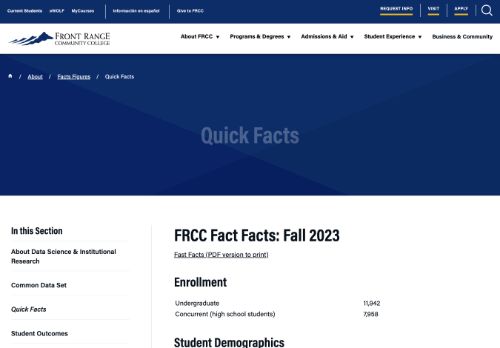 Current Students eWOLF MyCourses Información en español Give to FRCC REQUEST INFO VISIT APPLY
FRONT RANGE
COMMUNITY COLLEGE
About FRCC Programs & Degrees Admissions & Aid Student Experience Business & Community
/ About / Facts Figures / Quick Facts
Quick Facts
In this Section
About Data Science & Institutional
Research
Common Data Set
Quick Facts
Student Outcomes
FRCC Fact Facts: Fall 2023
Fast Facts (PDF version to print)
Enrollment
Undergraduate 11,942
Concurrent (high school students) 7,958
Student Demographics